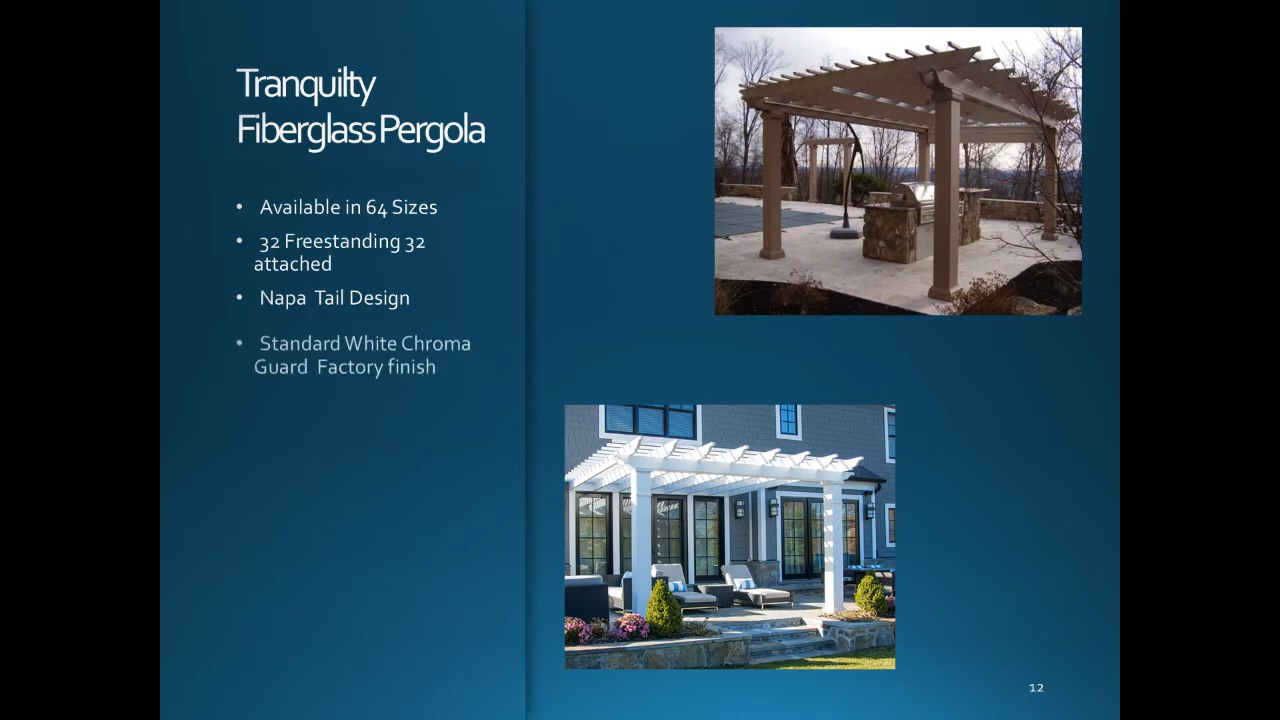 Tranquilty
Fiberglass Pergola
• Available in 64 Sizes
• 32 Freestanding 32
attached
• Napa Tail Design
• Standard White Chroma
Guard Factory finish
12